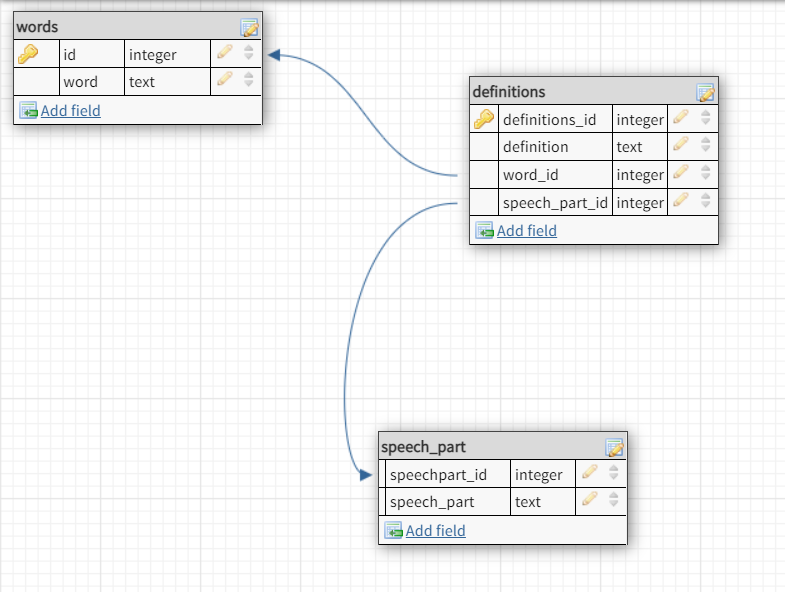 words
id integer
word text
Add field
definitions
definitions_id integer
definition text
word_id integer
speech_part_id integer
Add field
speech_part
speechpart_id integer
speech_part text
Add field